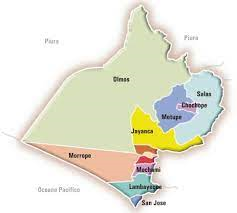 Piura
Piura
Olmos
Salas
Chochope
Motupe
Jayanca
Morrope
Mochumi
Oceano Pacifico
Lambayeque
San Jose